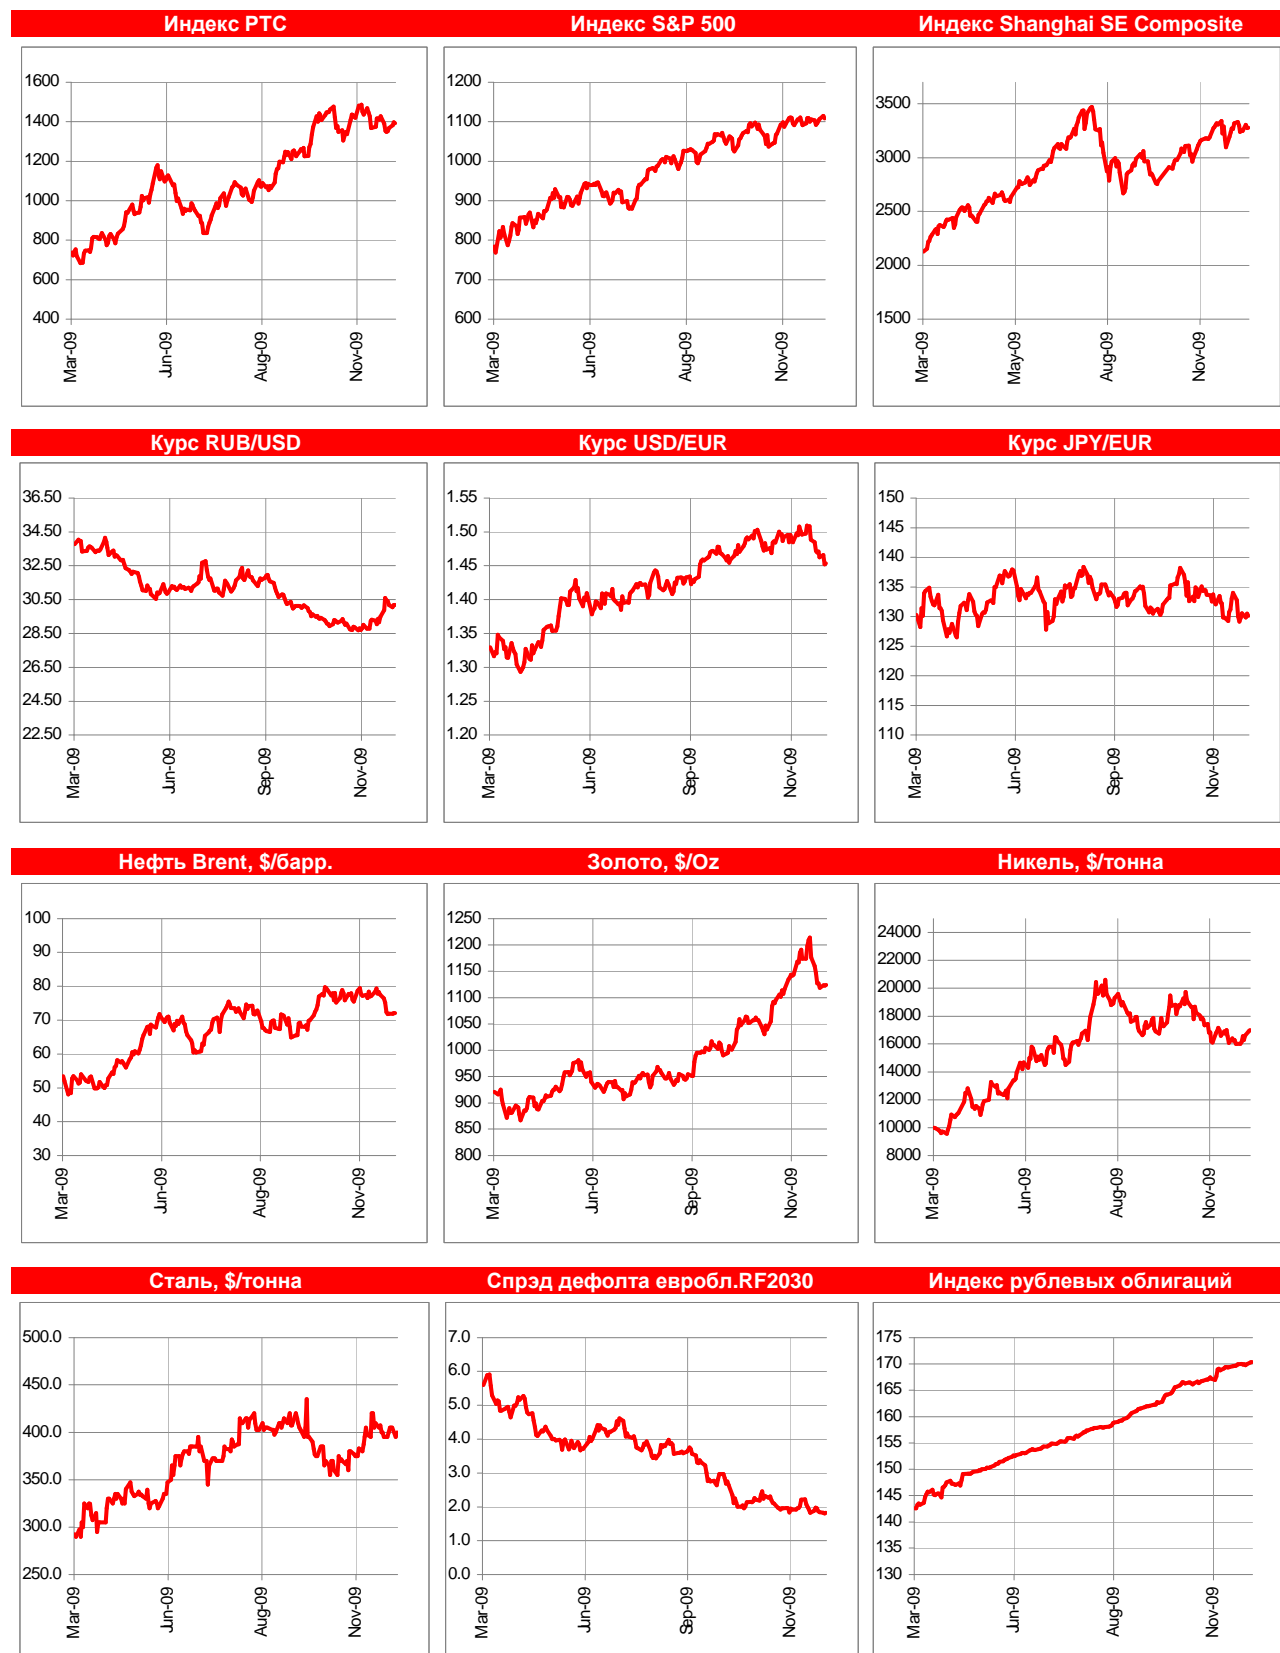 Индекс РТС
1600
1400
1200
1000
800
600
400
Mar-09
Jun-09
Aug-09
Nov-09
Индекс S&P 500
1200
1100
1000
900
800
700
600
Mar-09
Jun-09
Aug-09
Nov-09
Индекс Shanghai SE Composite
3500
3000
2500
2000
1500
Mar-09
May-09
Aug-09
Nov-09
Курс RUB/USD
36.50
34.50
32.50
30.50
28.50
26.50
24.50
22.50
Mar-09
Jun-09
Sep-09
Nov-09
Курс USD/EUR
1.55
1.50
1.45
1.40
1.35
1.30
1.25
1.20
Mar-09
Jun-09
Sep-09
Nov-09
Курс JPY/EUR
150
145
140
135
130
125
120
115
110
Mar-09
Jun-09
Sep-09
Nov-09
Нефть Brent, $/барр.
100
90
80
70
60
50
40
30
Mar-09
Jun-09
Aug-09
Nov-09
Золото, $/Oz
1250
1200
1150
1100
1050
1000
950
900
850
800
Mar-09
Jun-09
Sep-09
Nov-09
Никель, $/тонна
24000
22000
20000
18000
16000
14000
12000
10000
8000
Mar-09
Jun-09
Aug-09
Nov-09
Сталь, $/тонна
500.0
450.0
400.0
350.0
300.0
250.0
Mar-09
Jun-09
Aug-09
Nov-09
Спрэд дефолта евробл.RF2030
7.0
6.0
5.0
4.0
3.0
2.0
1.0
0.0
Mar-09
Jun-09
Sep-09
Nov-09
Индекс рублевых облигаций
175
170
165
160
155
150
145
140
135
130
Mar-09
Jun-09
Aug-09
Nov-09